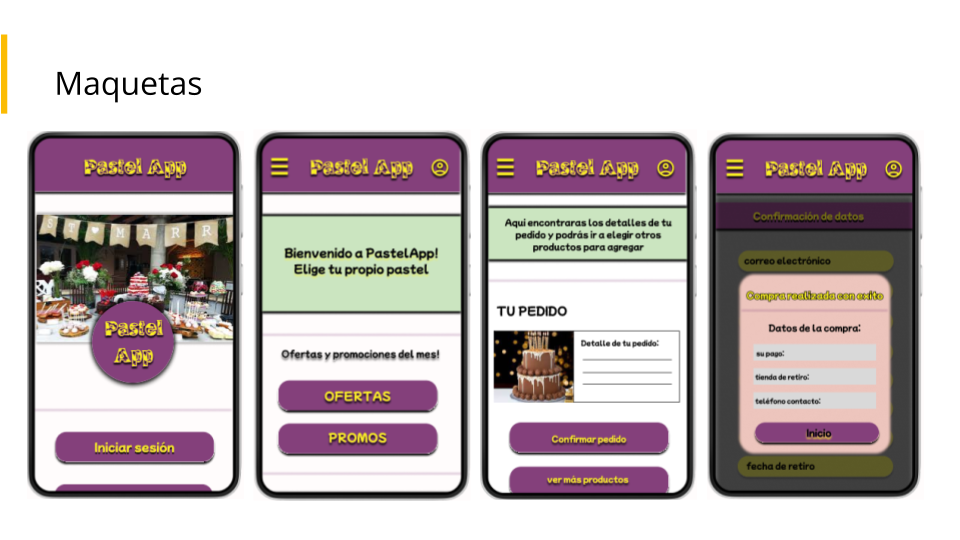 Maquetas
Pastel App
ST ♥ MARR
Pastel
App
Iniciar sesión
Pastel App
Bienvenido a PastelApp!
Elige tu propio pastel
Ofertas y promociones del mes!
OFERTAS
PROMOS
Pastel App
Aqui encontraras los detalles de tu
pedido y podrás ir a elegir otros
productos para agregar
TU PEDIDO
Detalle de tu pedido:
Confirmar pedido
ver màs productos
Pastel App
Confirmación de datos
correo electrónico
Compra realizada con exito
Datos de la compra:
su pago:
tienda de retiro:
teléfono contacto:
Inicio
fecha de retiro